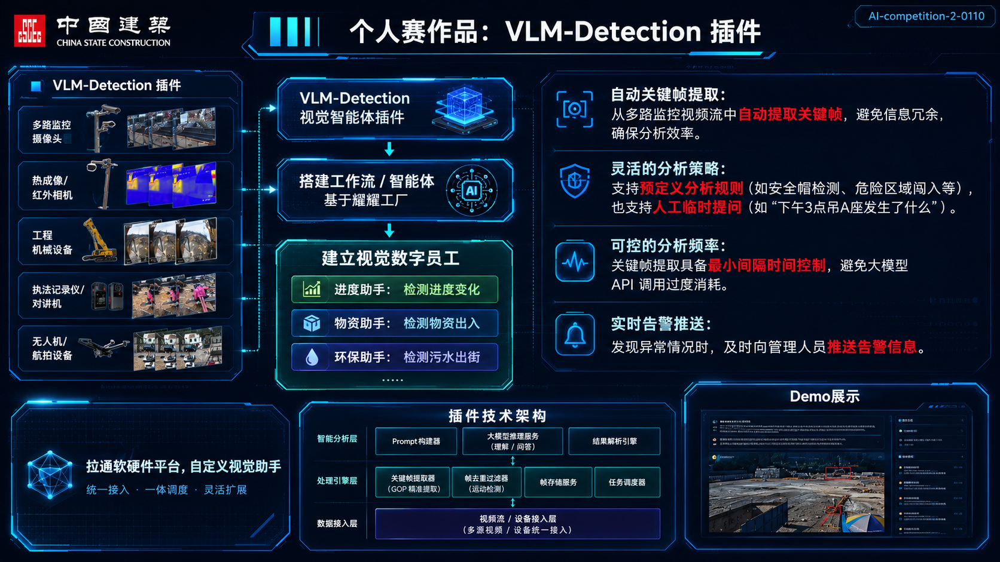 中國建築
CHINA STATE CONSTRUCTION
个人赛作品：VLM-Detection 插件
AI-competition-2-0110
VLM-Detection 插件
多路监控
摄像头
热成像/
红外相机
工程
机械设备
执法记录仪/
对讲机
无人机/
航拍设备
VLM-Detection
视觉智能体插件
搭建工作流 / 智能体
基于耀耀工厂
AI
建立视觉数字员工
进度助手： 检测进度变化
物资助手： 检测物资出入
环保助手： 检测污水出街
·····
自动关键帧提取：
从多路监控视频流中自动提取关键帧，避免信息冗余，
确保分析效率。
灵活的分析策略：
支持预定义分析规则（如安全帽检测、危险区域闯入等），
也支持人工临时提问（如 “下午3点吊A座发生了什么”）。
可控的分析频率：
关键帧提取具备最小间隔时间控制，避免大模型
API 调用过度消耗。
实时告警推送：
发现异常情况时，及时向管理人员推送告警信息。
拉通软硬件平台，自定义视觉助手
统一接入 · 一体调度 · 灵活扩展
插件技术架构
智能分析层
Prompt构建器
大模型推理服务
（理解 / 问答）
结果解析引擎
处理引擎层
关键帧提取器
（GOP 精准提取）
帧去重过滤器
（运动检测）
帧存储服务
任务调度器
数据接入层
视频流 / 设备接入层
（多源视频 / 设备统一接入）
Demo展示